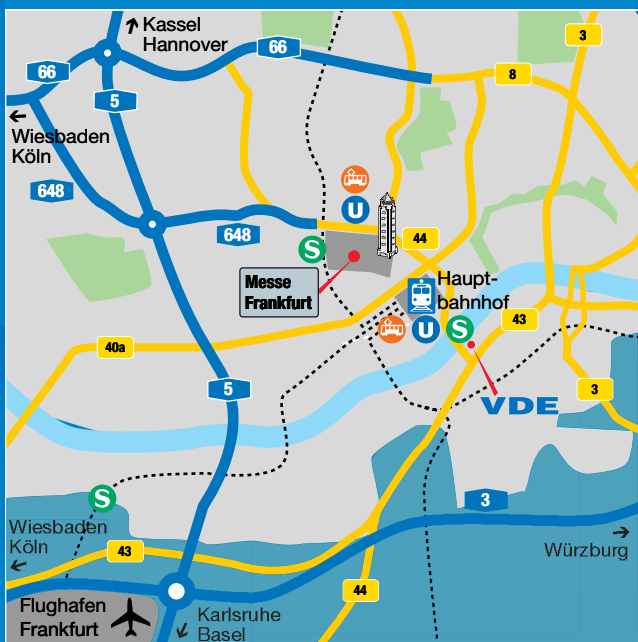 Kassel
Hannover
3
66
66
8
5
Wiesbaden
Köln
648
U
648
44
S
Messe
Frankfurt
Haupt-
bahnhof
U
S
43
40a
5
3
VDE
S
3
Wiesbaden
Köln
43
Würzburg
44
Flughafen
Frankfurt
Karlsruhe
Basel